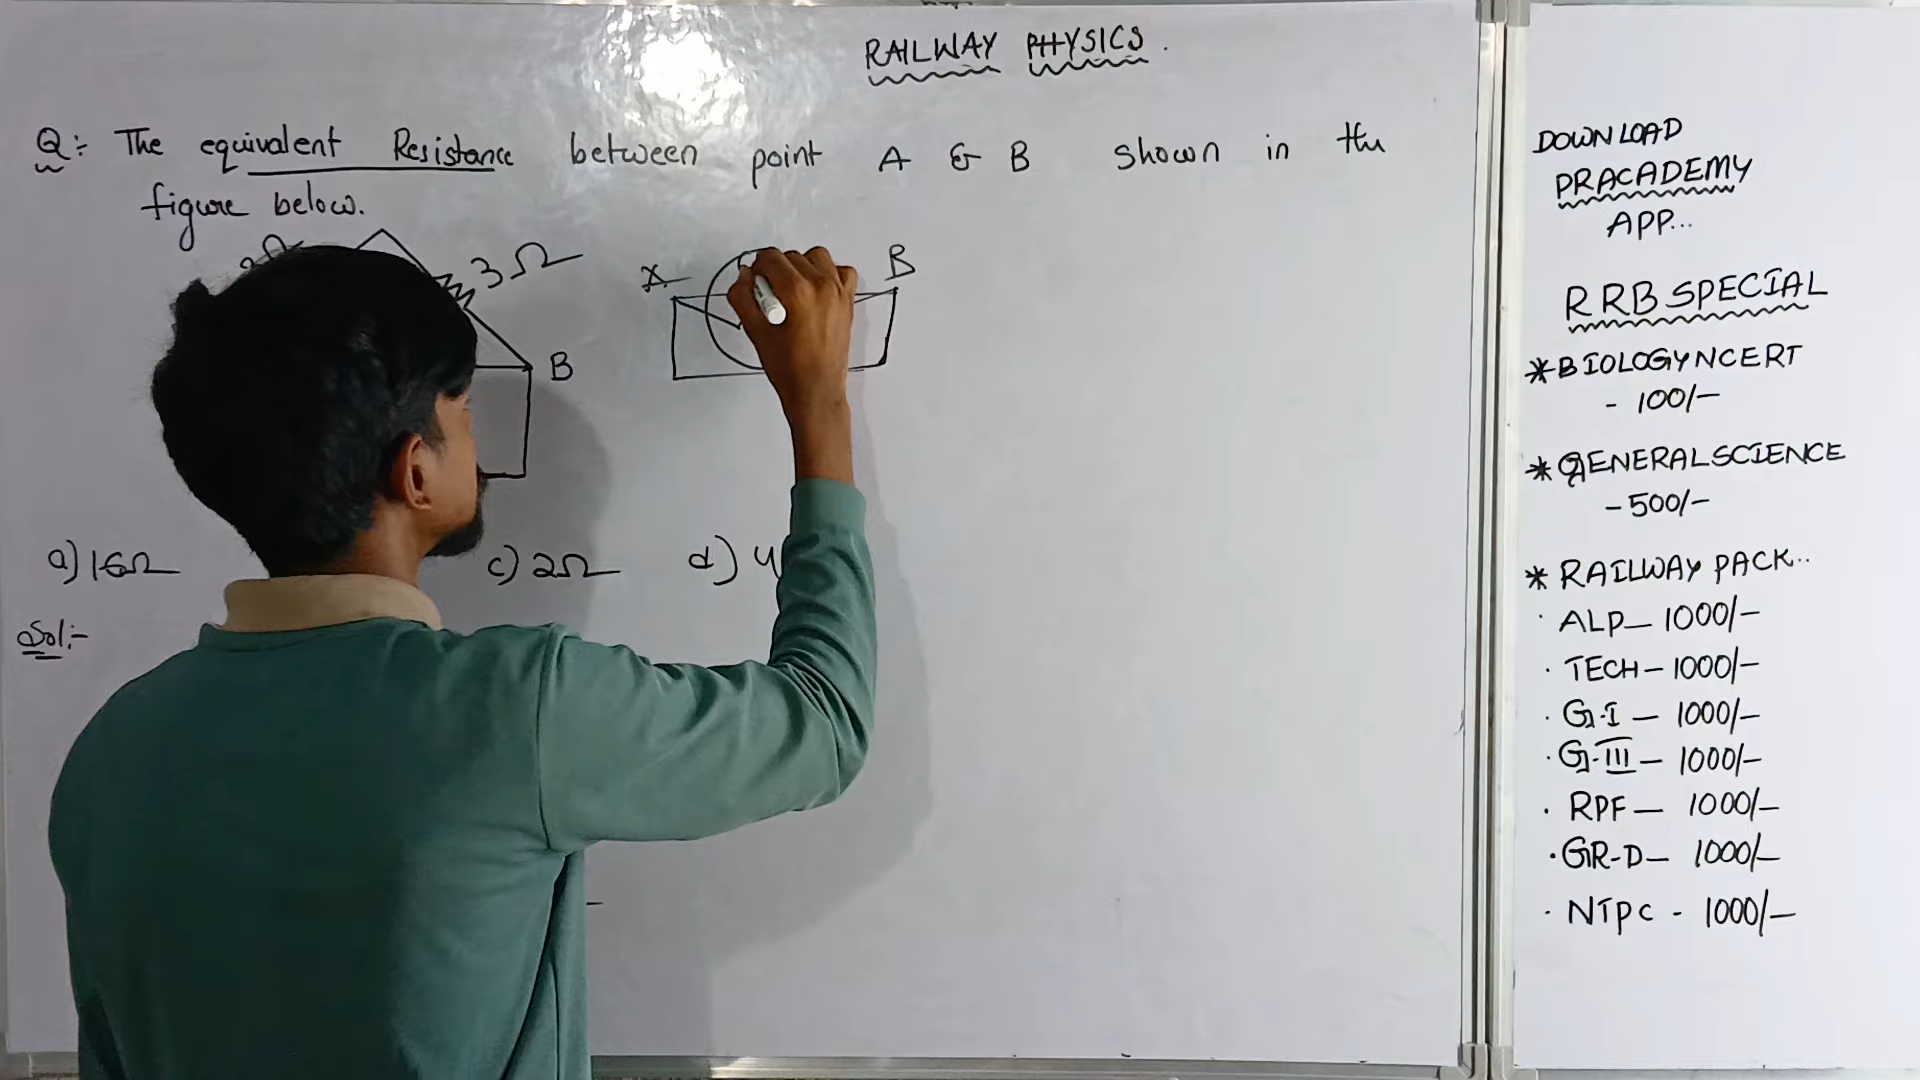 RAILWAY PHYSICS.
Q:- The equivalent Resistance between point A & B shown in the
figure below.
3Ω
B
B
a) 16Ω
c) 2Ω
d) 4
Sol:-
DOWNLOAD
PRACADEMY
APP...
RRB SPECIAL
* BIOLOGY NCERT
- 100/-
* GENERAL SCIENCE
- 500/-
* RAILWAY PACK..
· ALP - 1000/-
· TECH - 1000/-
· G-I - 1000/-
· G-III - 1000/-
· RPF - 1000/-
· GR-D - 1000/-
· NTPC - 1000/-